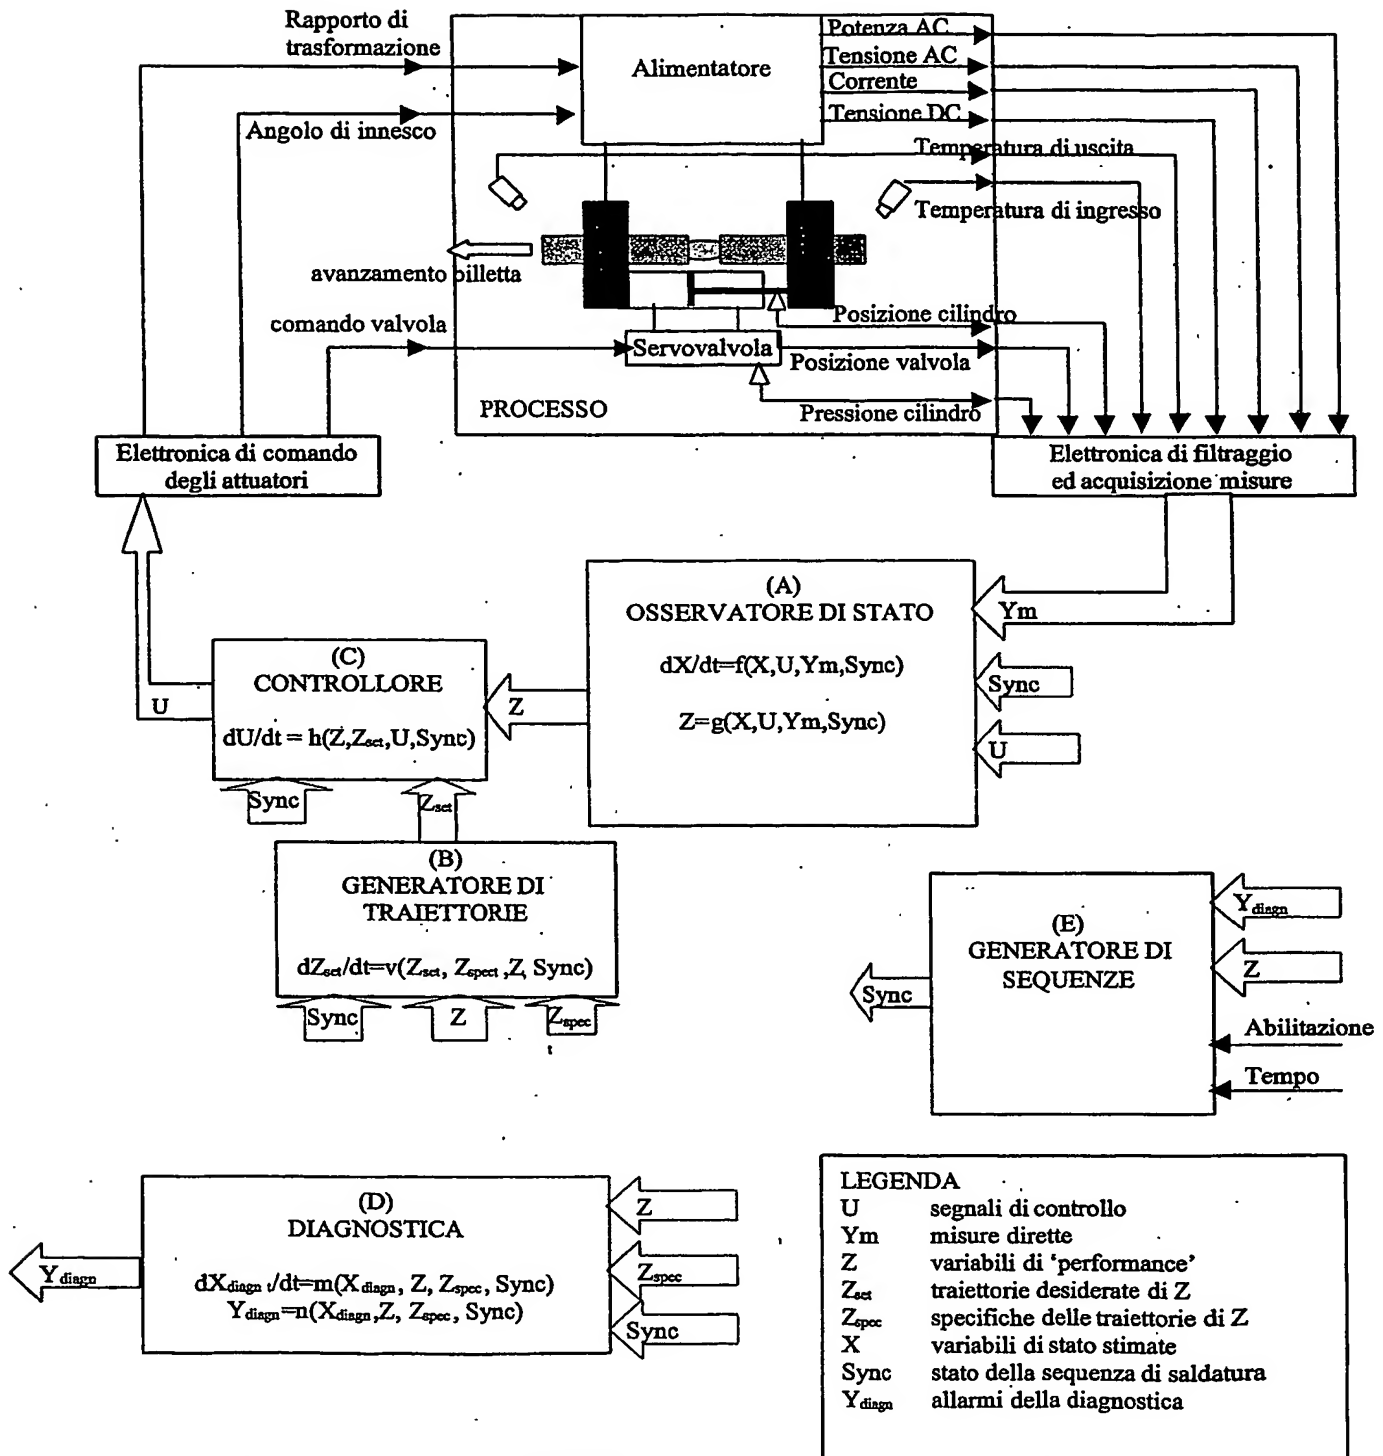 Rapporto di
trasformazione
Angolo di innesco
Alimentatore
Potenza AC
Tensione AC
Corrente
Tensione DC
Temperatura di uscita
Temperatura di ingresso
avanzamento billetta
comando valvola
Servovalvola
Posizione cilindro
Posizione valvola
Pressione cilindro
PROCESSO
Elettronica di comando
degli attuatori
Elettronica di filtraggio
ed acquisizione misure
(A)
OSSERVATORE DI STATO
dX/dt=f(X,U,Ym,Sync)
Z=g(X,U,Ym,Sync)
Ym
Sync
U
(C)
CONTROLLORE
dU/dt = h(Z,Zset,U,Sync)
U
Z
Sync
Zset
(B)
GENERATORE DI
TRAIETTORIE
dZset/dt=v(Zset, Zspect ,Z, Sync)
Sync
Z
Zspec
t
(E)
GENERATORE DI
SEQUENZE
Ydiagn
Z
Abilitazione
Tempo
Sync
(D)
DIAGNOSTICA
dXdiagn t/dt=m(Xdiagn, Z, Zspec, Sync)
Ydiagn=n(Xdiagn,Z, Zspec, Sync)
Ydiagn
Z
Zspec
Sync
LEGENDA
U segnali di controllo
Ym misure dirette
Z variabili di ‘performance’
Zset traiettorie desiderate di Z
Zspec specifiche delle traiettorie di Z
X variabili di stato stimate
Sync stato della sequenza di saldatura
Ydiagn allarmi della diagnostica